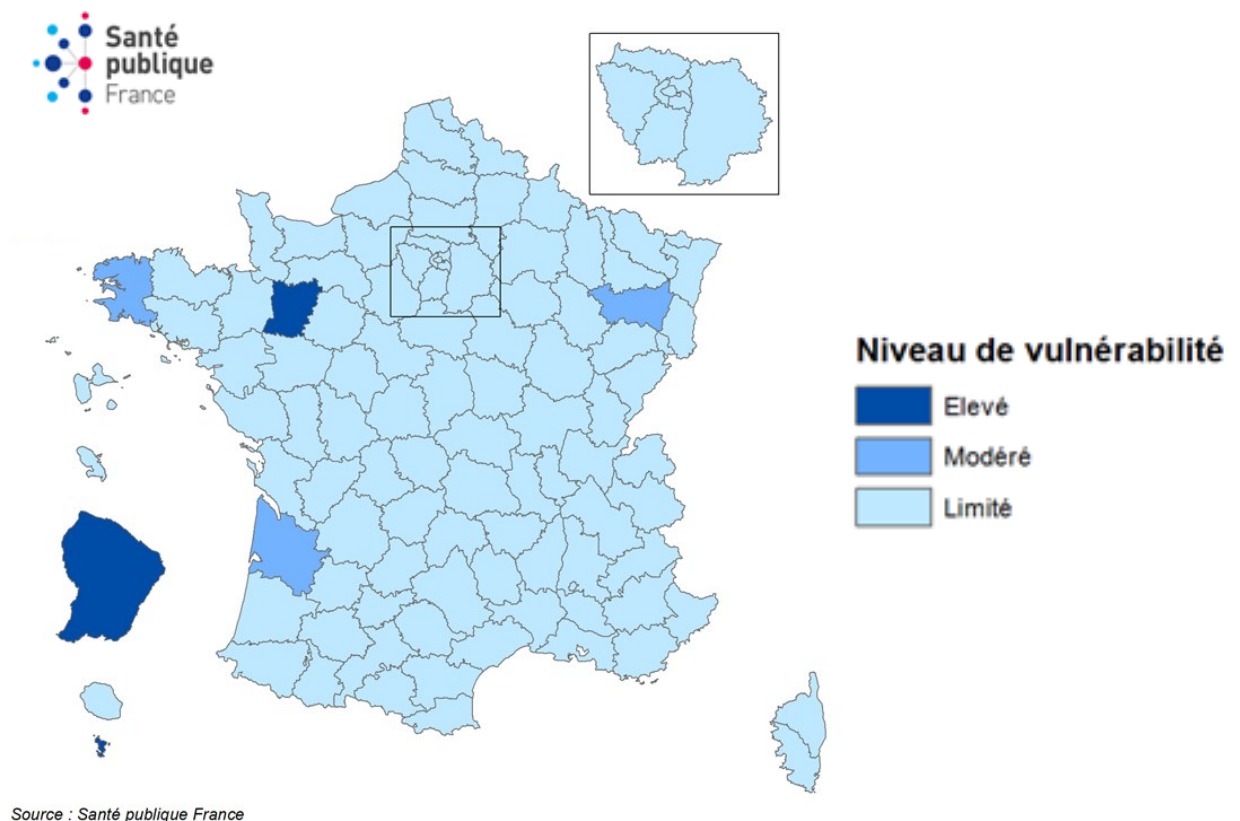 Santé
publique
France
Niveau de vulnérabilité
Elevé
Modéré
Limité
Source : Santé publique France